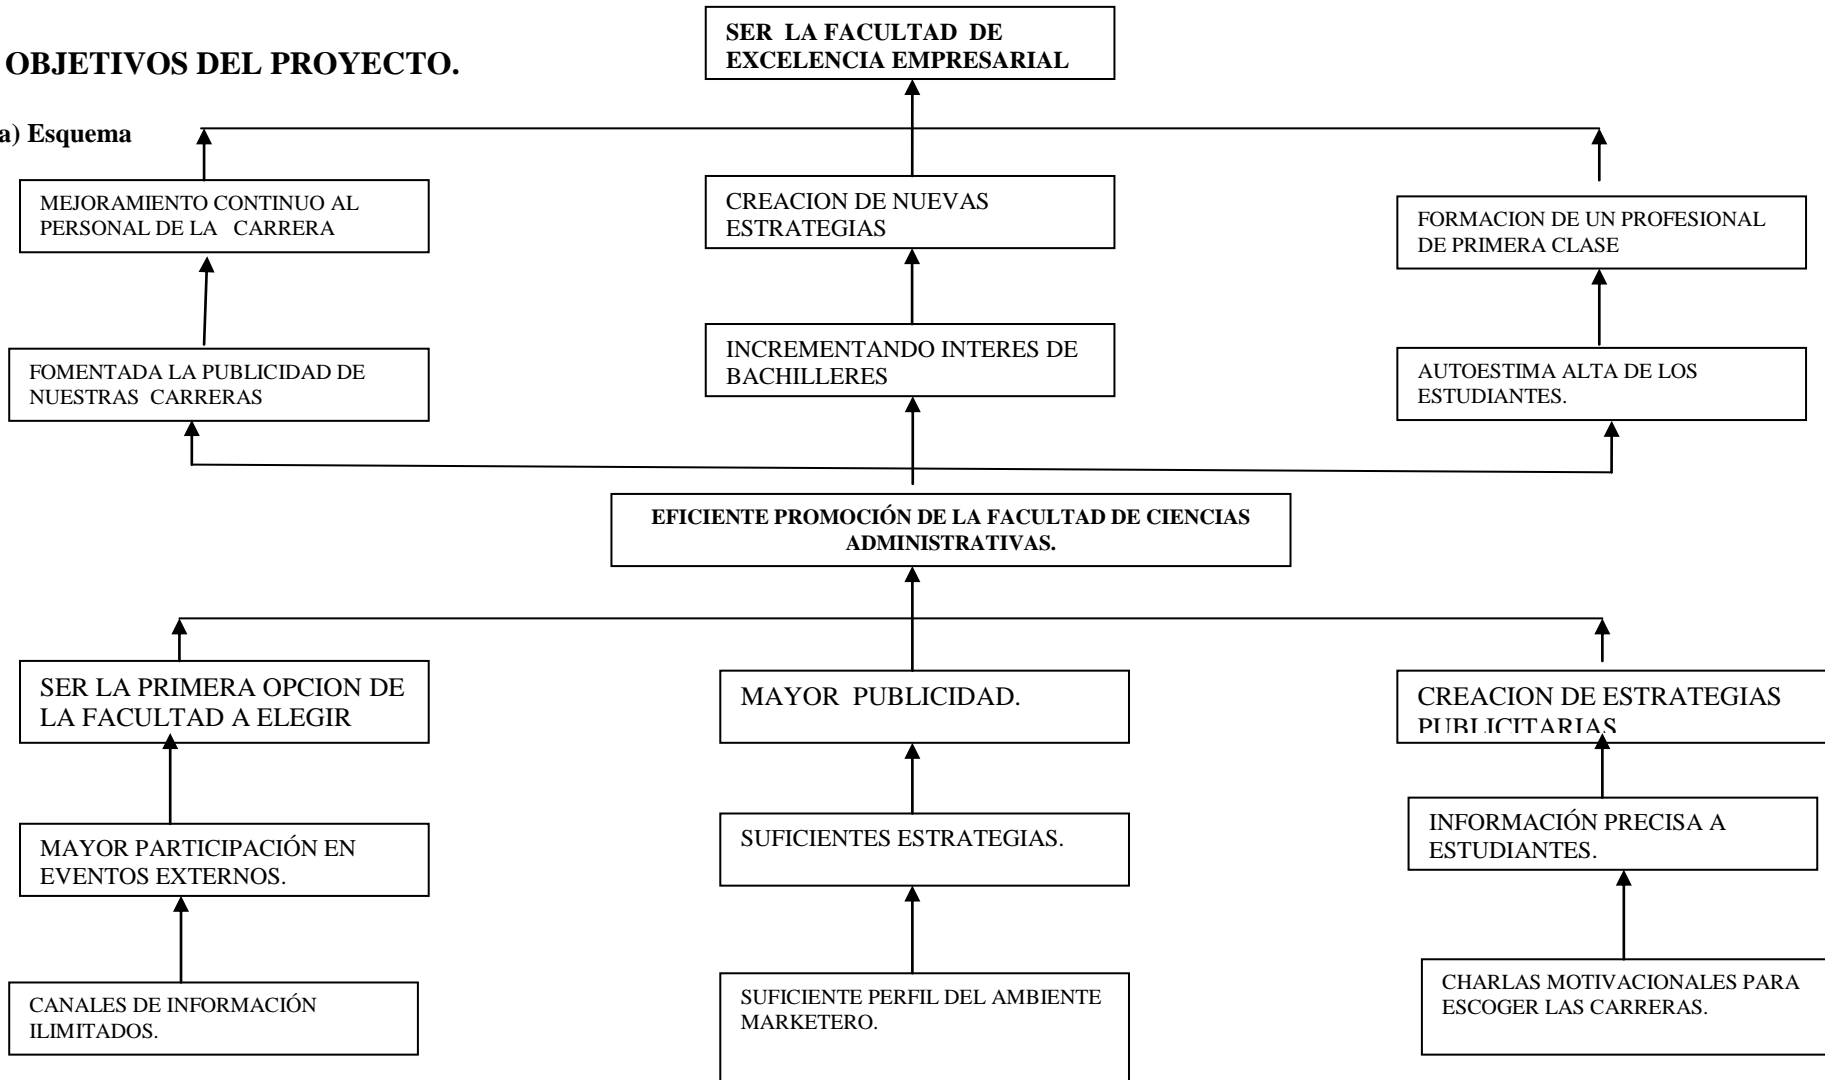 SER LA FACULTAD DE
EXCELENCIA EMPRESARIAL
OBJETIVOS DEL PROYECTO.
a) Esquema
MEJORAMIENTO CONTINUO AL
PERSONAL DE LA CARRERA
CREACION DE NUEVAS
ESTRATEGIAS
FORMACION DE UN PROFESIONAL
DE PRIMERA CLASE
FOMENTADA LA PUBLICIDAD DE
NUESTRAS CARRERAS
INCREMENTANDO INTERES DE
BACHILLERES
AUTOESTIMA ALTA DE LOS
ESTUDIANTES.
EFICIENTE PROMOCIÓN DE LA FACULTAD DE CIENCIAS
ADMINISTRATIVAS.
SER LA PRIMERA OPCION DE
LA FACULTAD A ELEGIR
MAYOR PUBLICIDAD.
CREACION DE ESTRATEGIAS
PUBLICITARIAS
MAYOR PARTICIPACIÓN EN
EVENTOS EXTERNOS.
SUFICIENTES ESTRATEGIAS.
INFORMACIÓN PRECISA A
ESTUDIANTES.
CANALES DE INFORMACIÓN
ILIMITADOS.
SUFICIENTE PERFIL DEL AMBIENTE
MARKETERO.
CHARLAS MOTIVACIONALES PARA
ESCOGER LAS CARRERAS.